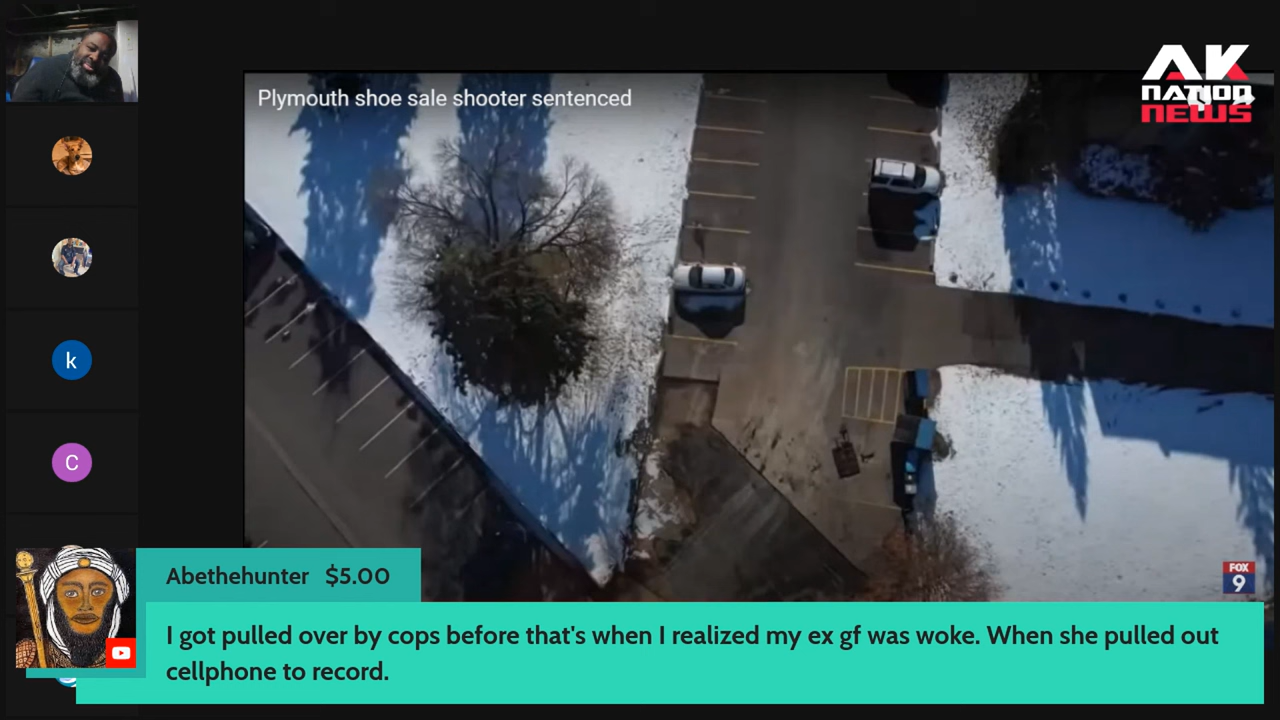 Plymouth shoe sale shooter sentenced
AK
NATION
NEWS
k
C
FOX
9
Abethehunter $5.00
I got pulled over by cops before that's when I realized my ex gf was woke. When she pulled out
cellphone to record.